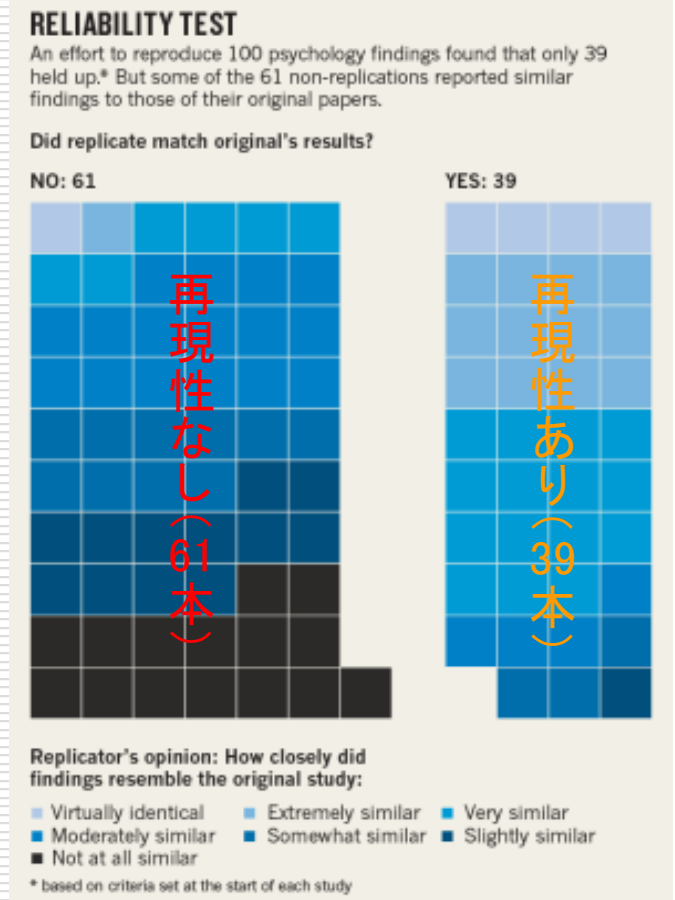 RELIABILITY TEST
An effort to reproduce 100 psychology findings found that only 39
held up.* But some of the 61 non-replications reported similar
findings to those of their original papers.
Did replicate match original's results?
NO: 61
YES: 39
再現性なし（61本）
再現性あり（39本）
Replicator's opinion: How closely did
findings resemble the original study:
Virtually identical
Extremely similar
Very similar
Moderately similar
Somewhat similar
Slightly similar
Not at all similar
* based on criteria set at the start of each study